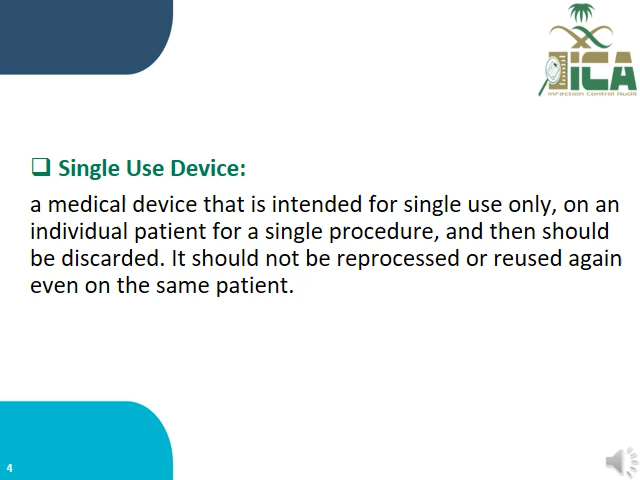 iCA
Infection Control Audit
❑ Single Use Device:
a medical device that is intended for single use only, on an
individual patient for a single procedure, and then should
be discarded. It should not be reprocessed or reused again
even on the same patient.
4